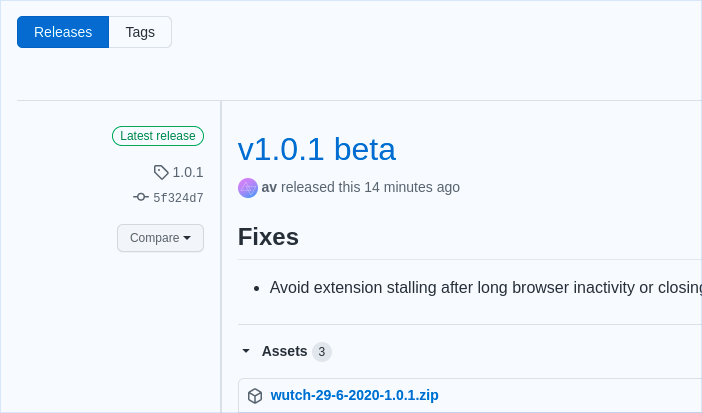 Releases
Tags
Latest release
1.0.1
5f324d7
Compare
v1.0.1 beta
av released this 14 minutes ago
Fixes
• Avoid extension stalling after long browser inactivity or closing
Assets 3
wutch-29-6-2020-1.0.1.zip